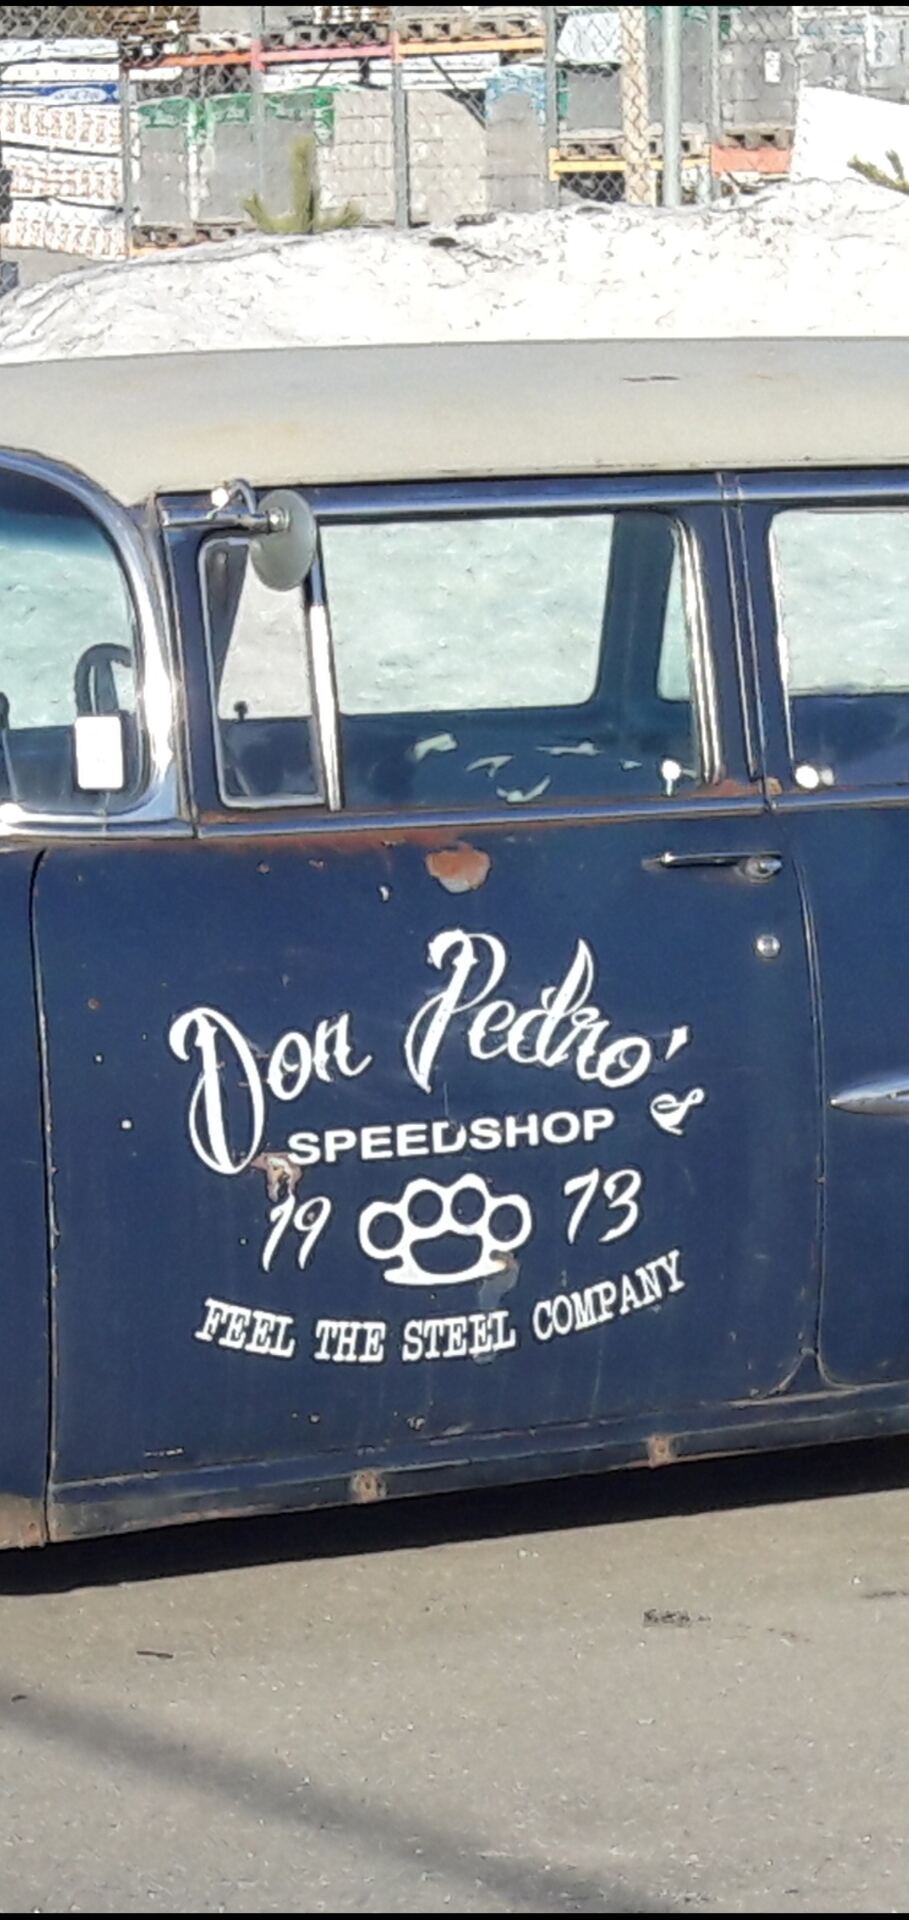 Don Pedro's
SPEEDSHOP
19 73
FEEL THE STEEL COMPANY